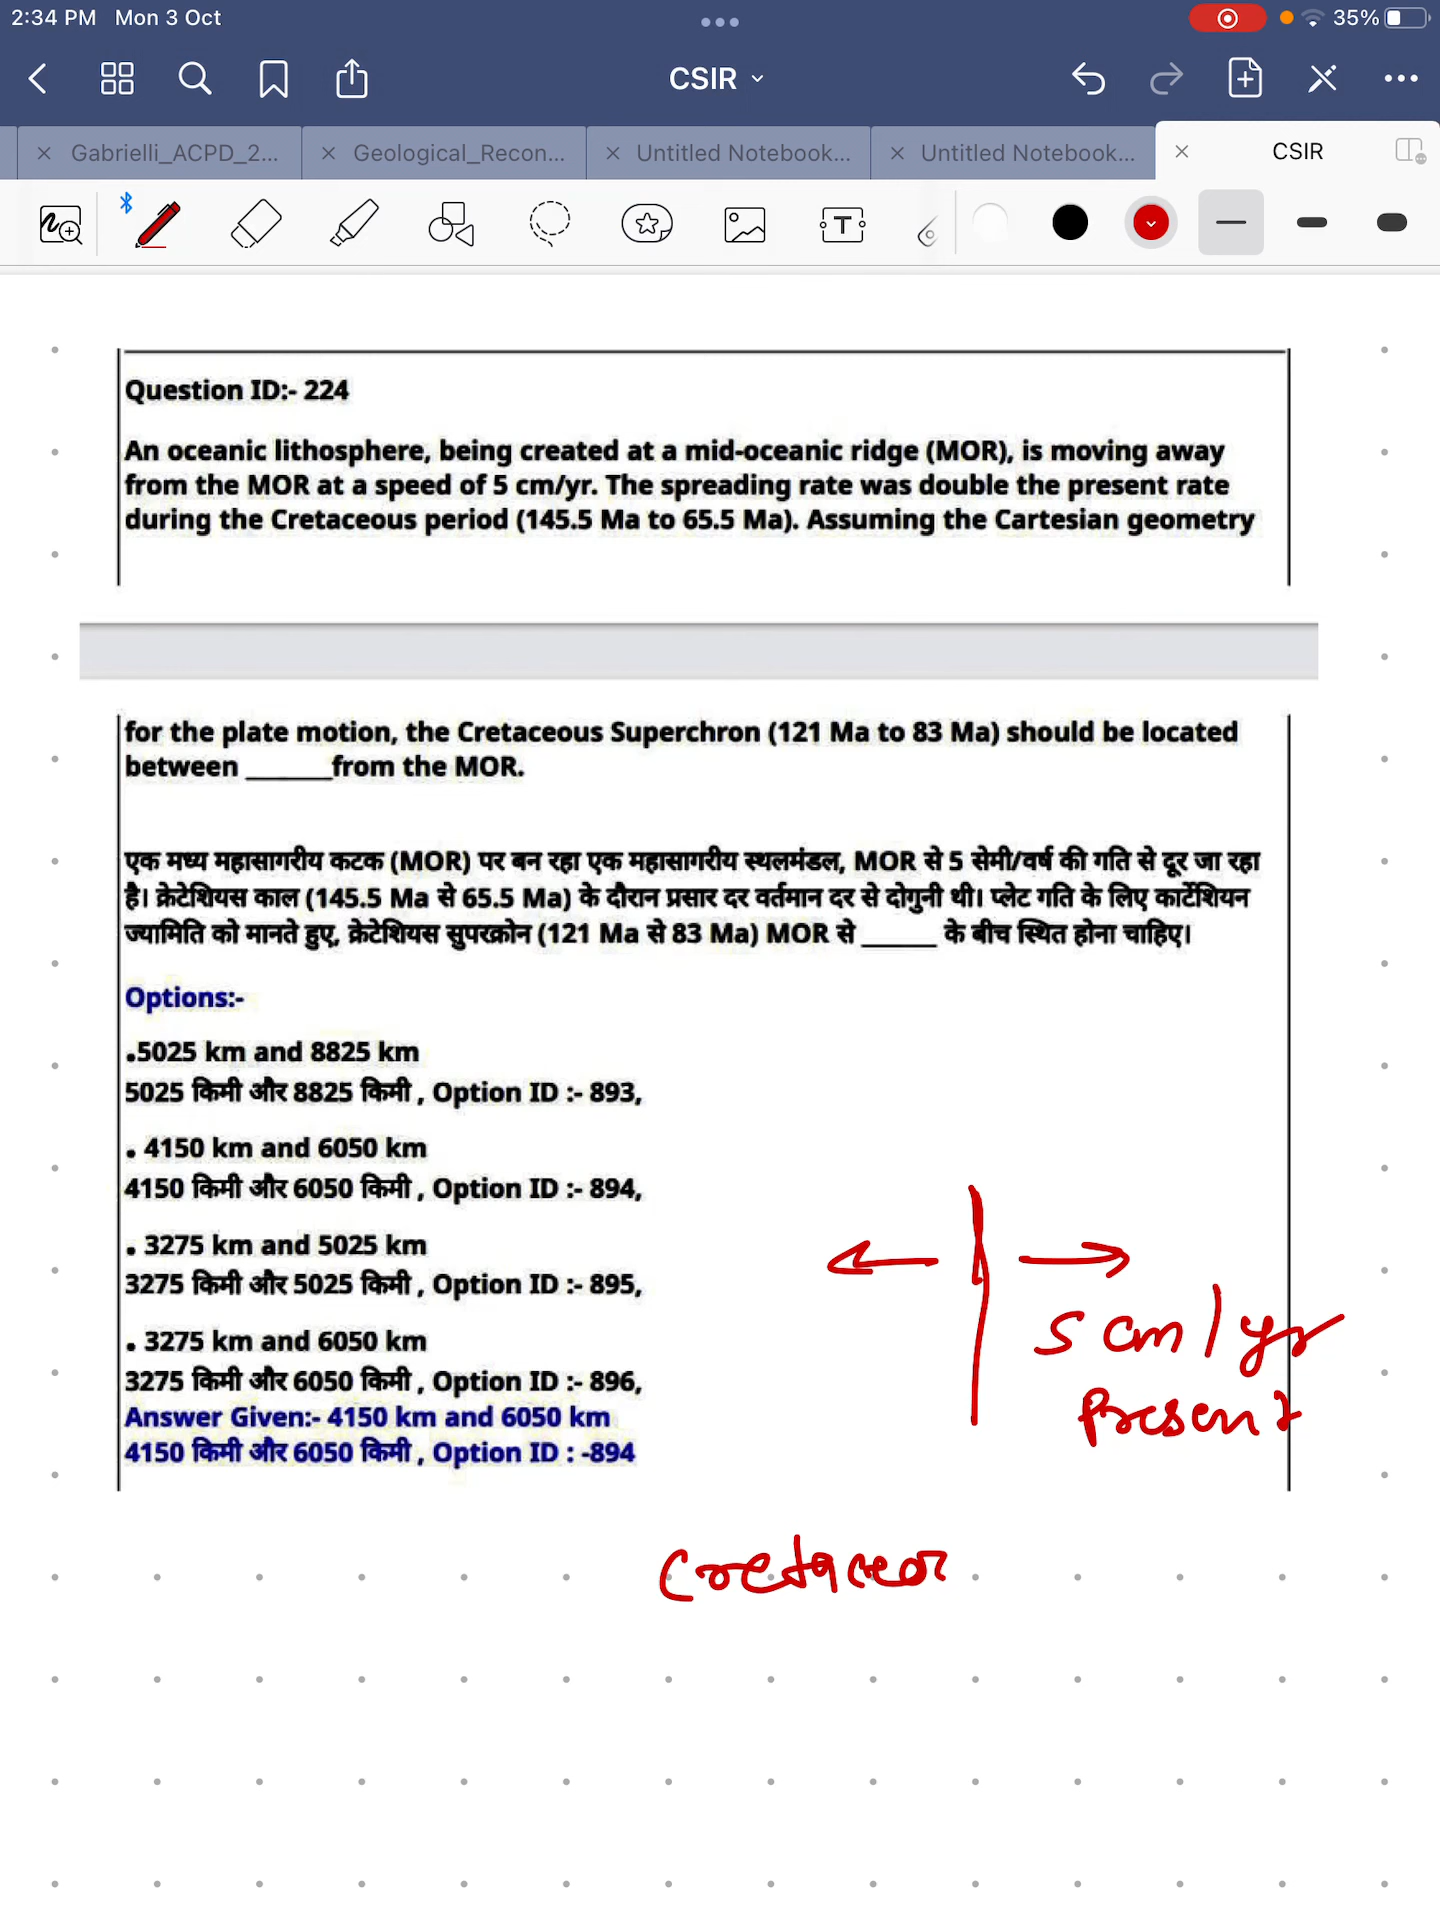 2:34 PM Mon 3 Oct
35%
CSIR
Gabrielli_ACPD_2...
Geological_Recon...
Untitled Notebook...
Untitled Notebook...
CSIR
Question ID:- 224
An oceanic lithosphere, being created at a mid-oceanic ridge (MOR), is moving away
from the MOR at a speed of 5 cm/yr. The spreading rate was double the present rate
during the Cretaceous period (145.5 Ma to 65.5 Ma). Assuming the Cartesian geometry
for the plate motion, the Cretaceous Superchron (121 Ma to 83 Ma) should be located
between ______from the MOR.
एक मध्य महासागरीय कटक (MOR) पर बन रहा एक महासागरीय स्थलमंडल, MOR से 5 सेमी/वर्ष की गति से दूर जा रहा
है। क्रेटेशियस काल (145.5 Ma से 65.5 Ma) के दौरान प्रसार दर वर्तमान दर से दोगुनी थी। प्लेट गति के लिए कार्टेशियन
ज्यामिति को मानते हुए, क्रेटेशियस सुपरक्रोन (121 Ma से 83 Ma) MOR से _____ के बीच स्थित होना चाहिए।
Options:-
.5025 km and 8825 km
5025 किमी और 8825 किमी , Option ID :- 893,
. 4150 km and 6050 km
4150 किमी और 6050 किमी , Option ID :- 894,
. 3275 km and 5025 km
3275 किमी और 5025 किमी , Option ID :- 895,
. 3275 km and 6050 km
3275 किमी और 6050 किमी , Option ID :- 896,
Answer Given:- 4150 km and 6050 km
4150 किमी और 6050 किमी , Option ID : -894
5 cm/yr
Present